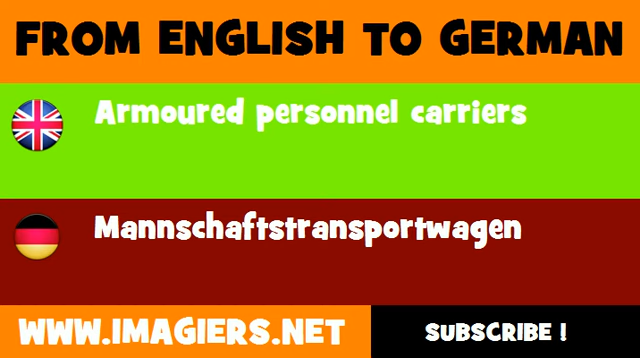 FROM ENGLISH TO GERMAN
Armoured personnel carriers
Mannschaftstransportwagen
WWW.IMAGIERS.NET
SUBSCRIBE !